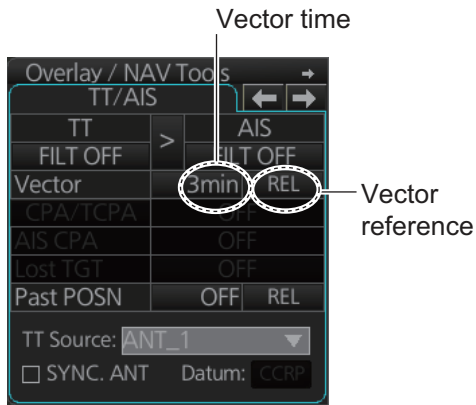 Vector time
Overlay / NAV Tools
TT/AIS
TT > AIS
FILT OFF FILT OFF
Vector 3min REL
Vector reference
CPA/TCPA OFF
AIS CPA OFF
Lost TGT OFF
Past POSN OFF REL
TT Source: ANT_1
SYNC. ANT Datum: CCRP